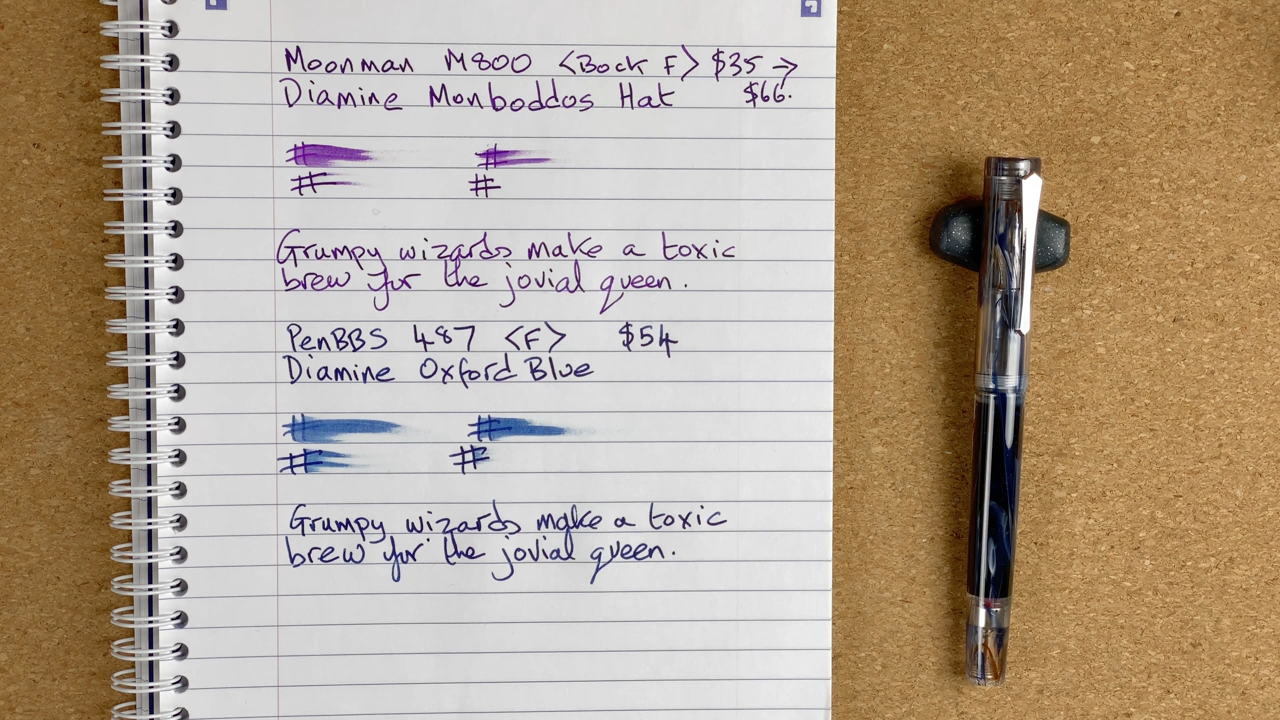 Moonman M800 <Bock F> $35 →
Diamine Monboddos Hat $66.
# #
# #
Grumpy wizards make a toxic
brew for the jovial queen.
PenBBS 487 <F> $54
Diamine Oxford Blue
# #
# #
Grumpy wizards make a toxic
brew for the jovial queen.